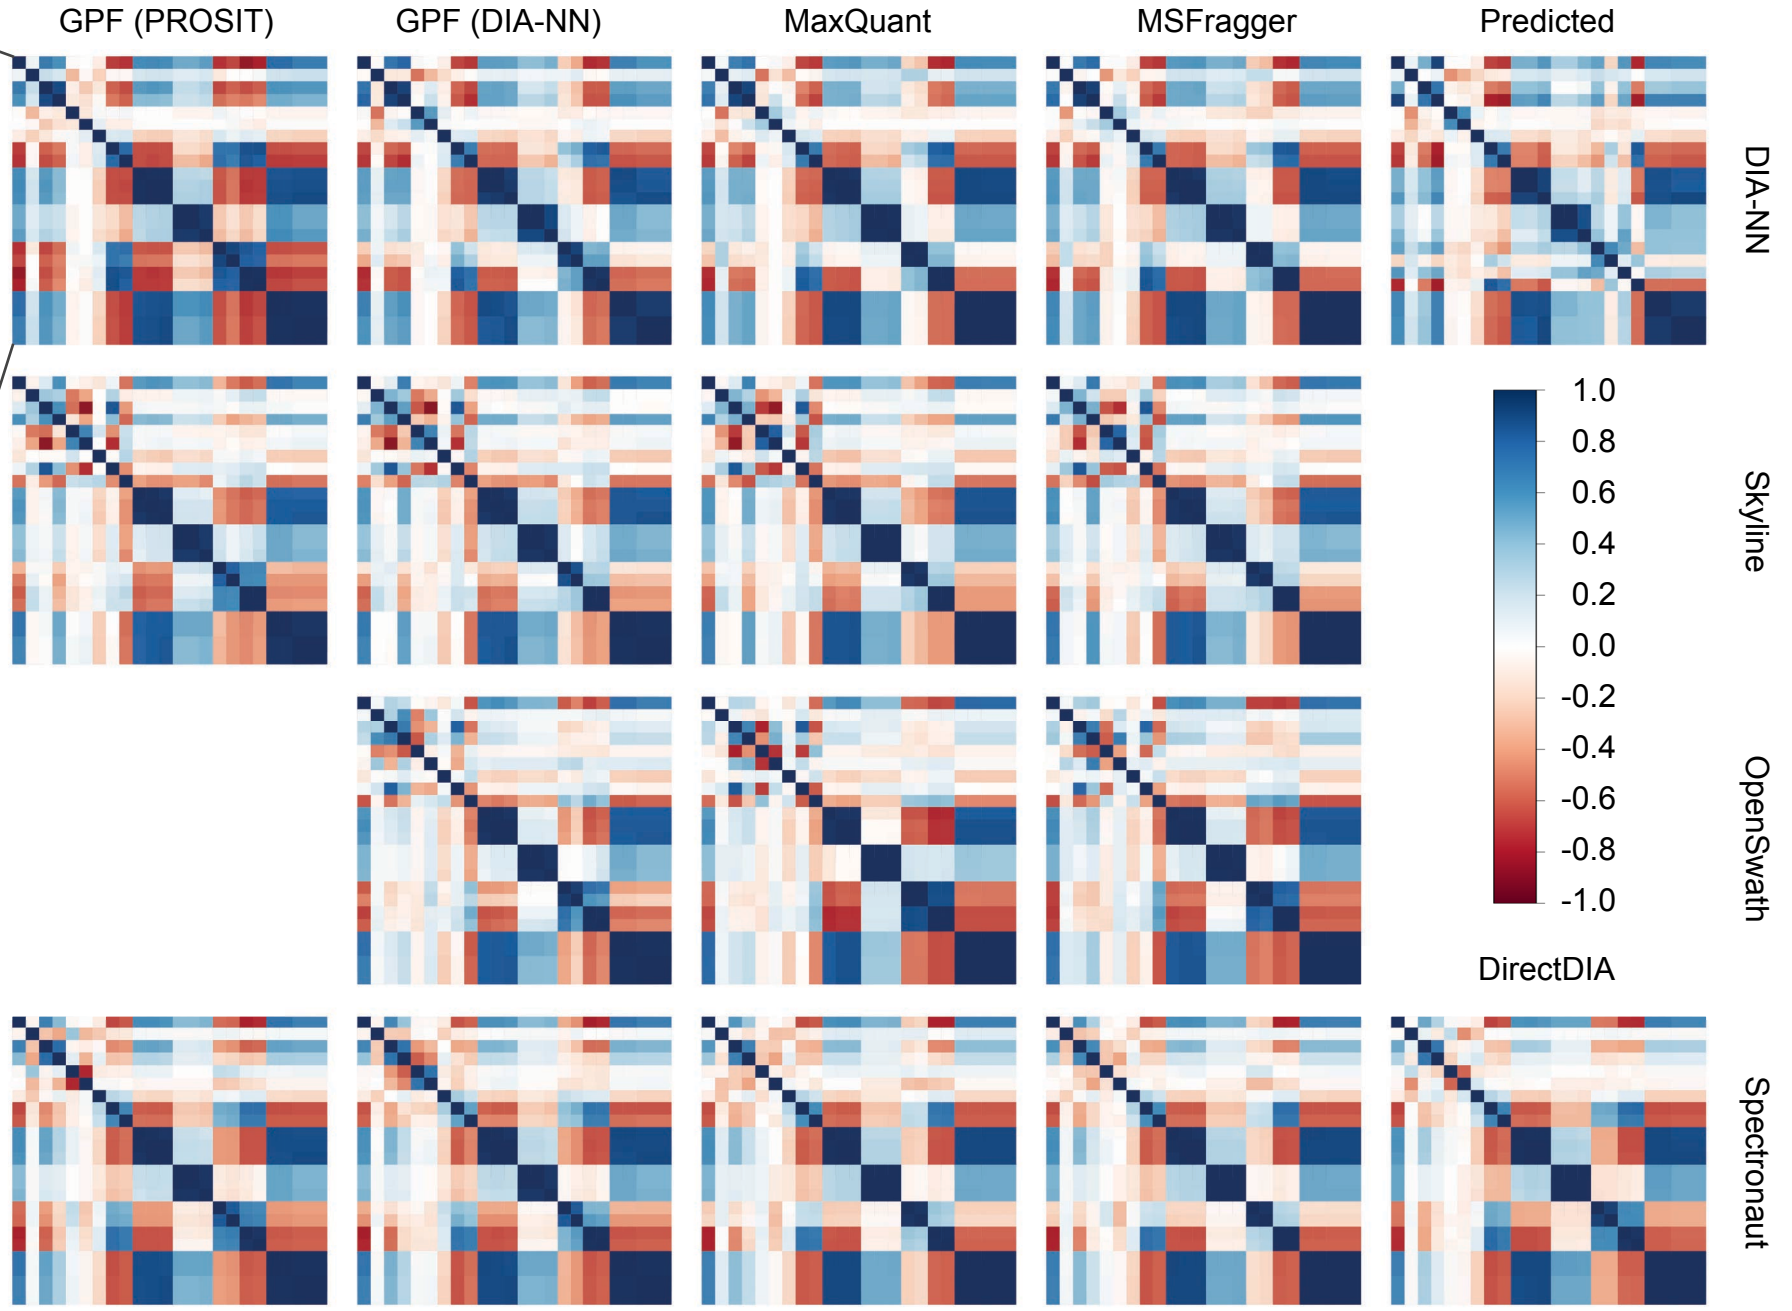 GPF (PROSIT)
GPF (DIA-NN)
MaxQuant
MSFragger
Predicted
DIA-NN
Skyline
OpenSwath
Spectronaut
1.0
0.8
0.6
0.4
0.2
0.0
-0.2
-0.4
-0.6
-0.8
-1.0
DirectDIA